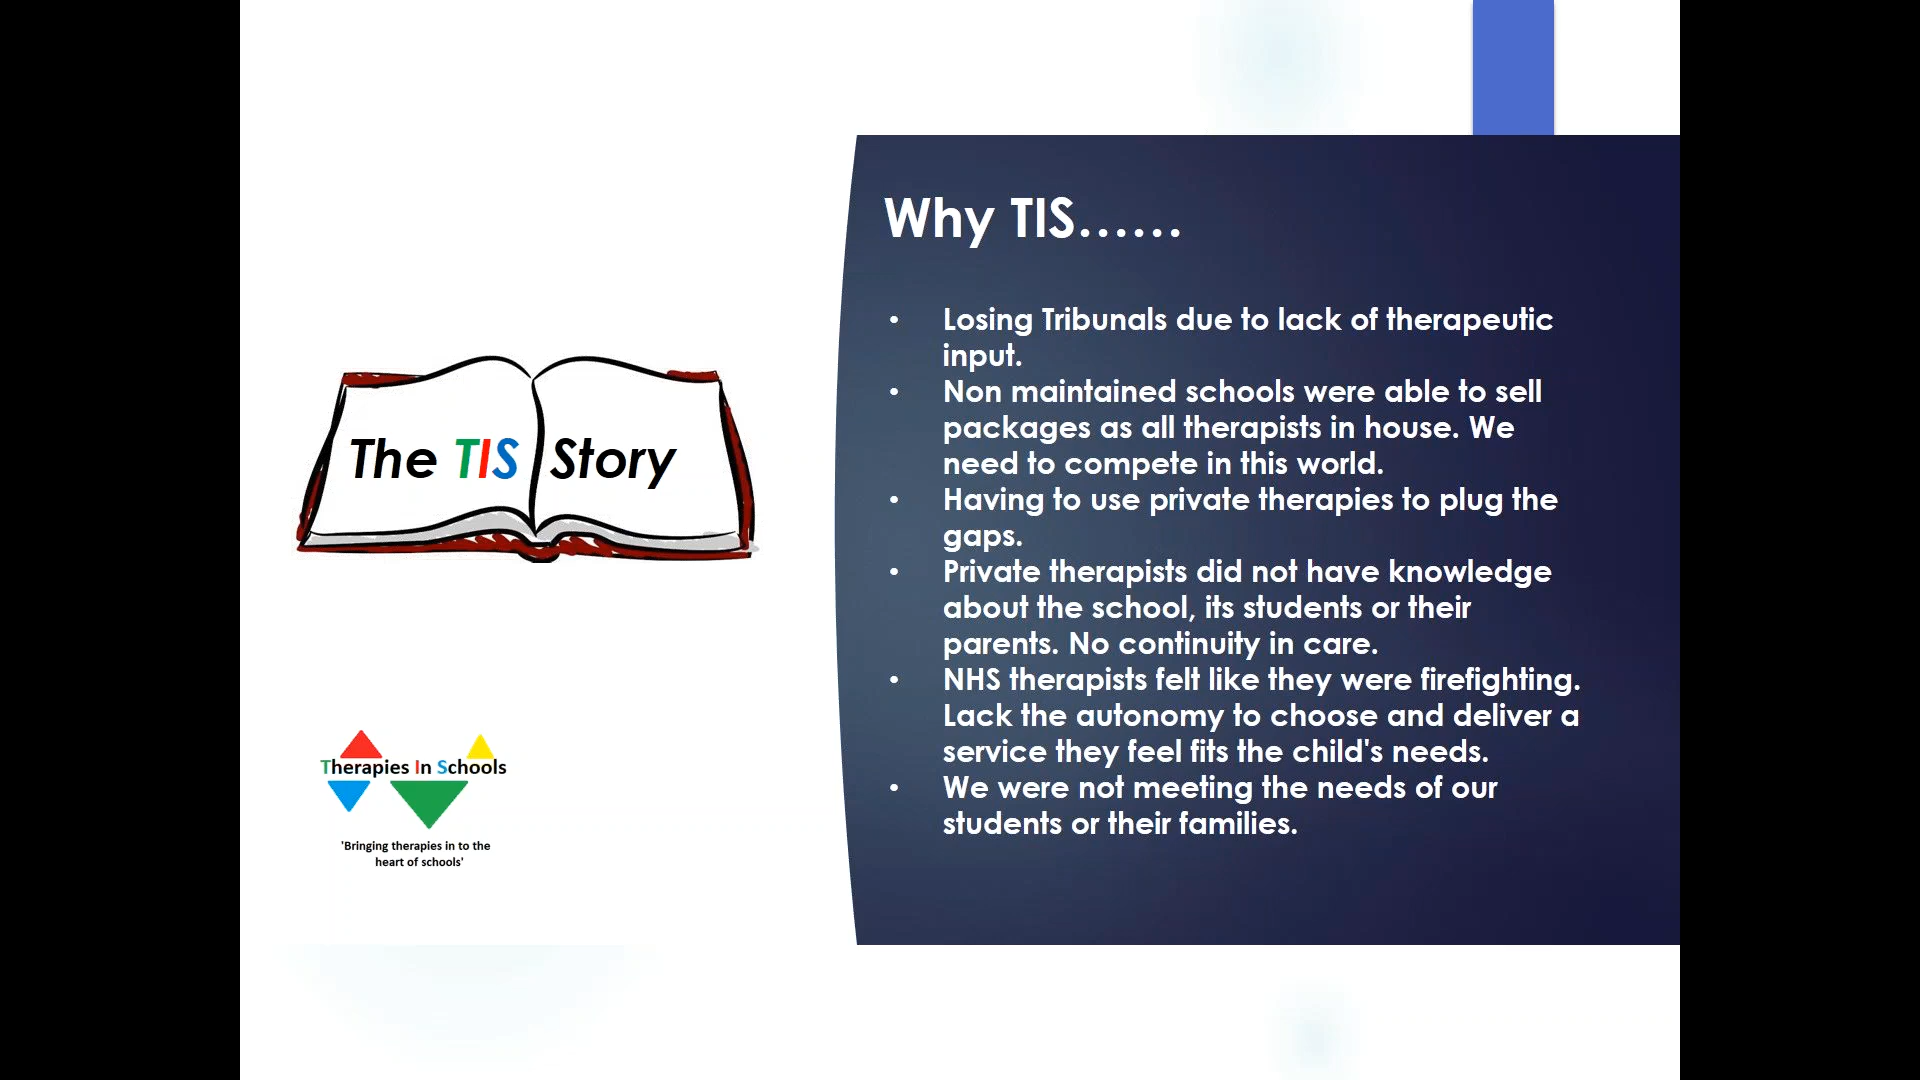 The TIS Story
Therapies In Schools
'Bringing therapies in to the
heart of schools'
Why TIS......
• Losing Tribunals due to lack of therapeutic
input.
• Non maintained schools were able to sell
packages as all therapists in house. We
need to compete in this world.
• Having to use private therapies to plug the
gaps.
• Private therapists did not have knowledge
about the school, its students or their
parents. No continuity in care.
• NHS therapists felt like they were firefighting.
Lack the autonomy to choose and deliver a
service they feel fits the child's needs.
• We were not meeting the needs of our
students or their families.